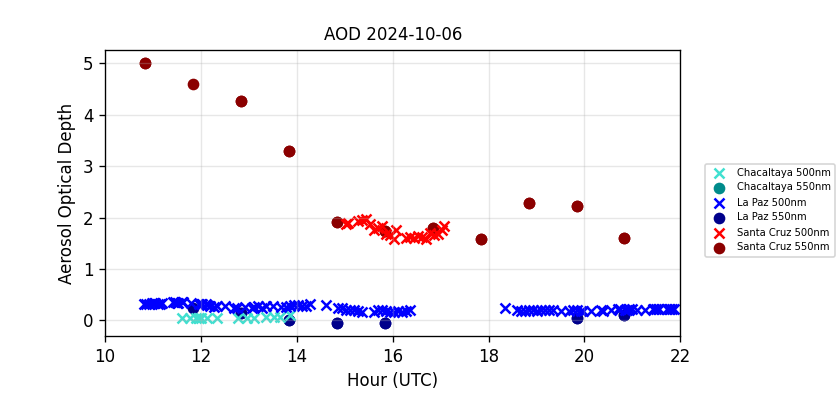 AOD 2024-10-06
Aerosol Optical Depth
5
4
3
2
1
0
10 12 14 16 18 20 22
Hour (UTC)
Chacaltaya 500nm
Chacaltaya 550nm
La Paz 500nm
La Paz 550nm
Santa Cruz 500nm
Santa Cruz 550nm